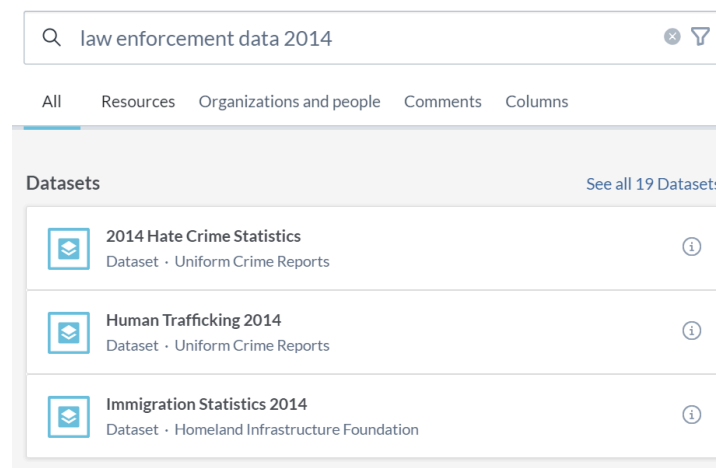 law enforcement data 2014
All Resources Organizations and people Comments Columns
Datasets See all 19 Datasets
2014 Hate Crime Statistics
Dataset · Uniform Crime Reports
Human Trafficking 2014
Dataset · Uniform Crime Reports
Immigration Statistics 2014
Dataset · Homeland Infrastructure Foundation